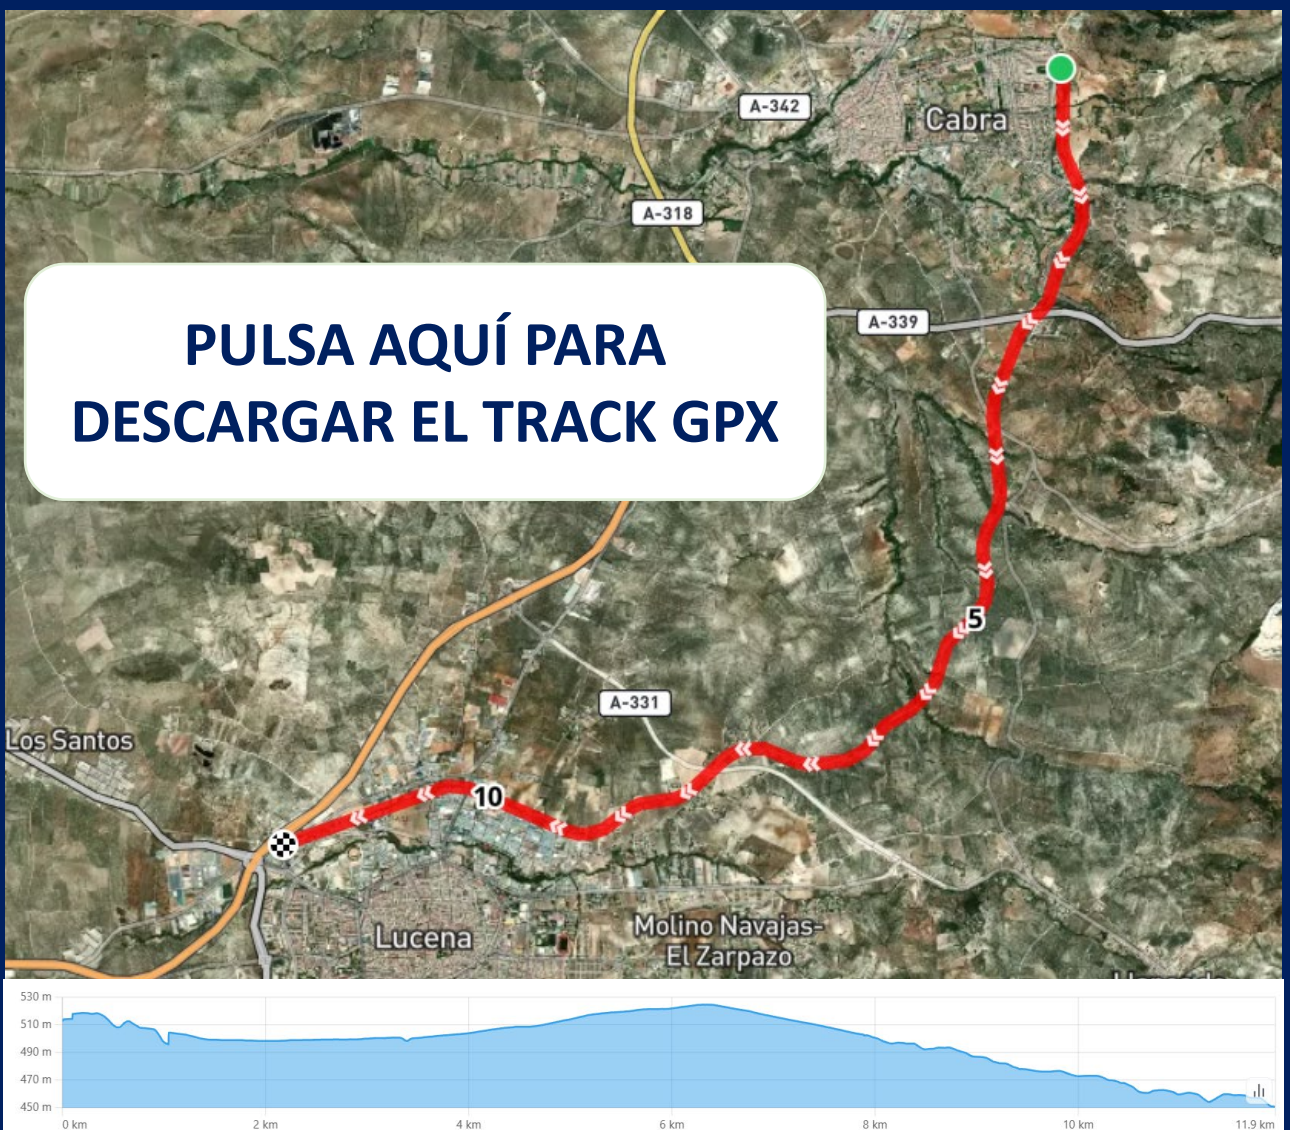 A-342
Cabra
A-318
A-339
PULSA AQUÍ PARA
DESCARGAR EL TRACK GPX
5
A-331
Los Santos
10
Lucena
Molino Navajas-
El Zarpazo
530 m
510 m
490 m
470 m
450 m
0 km
2 km
4 km
6 km
8 km
10 km
11.9 km